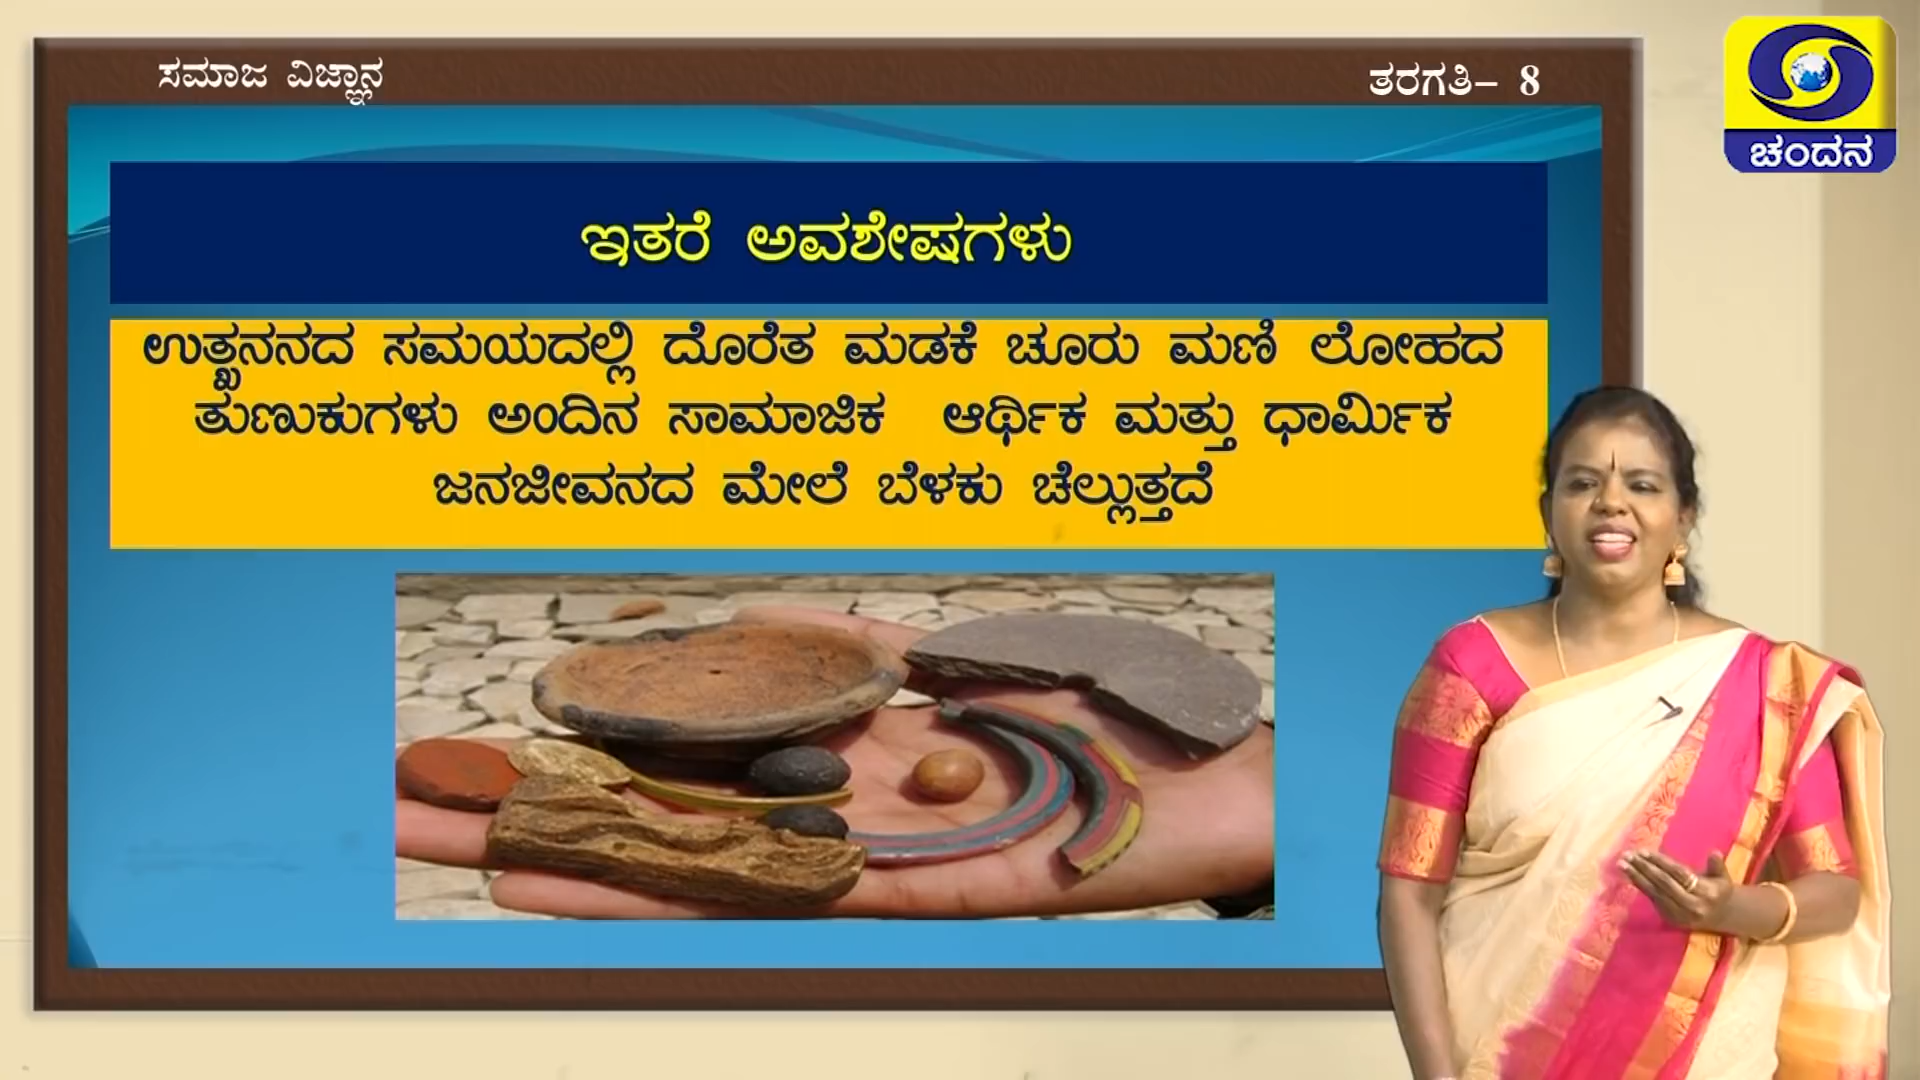 ಸಮಾಜ ವಿಜ್ಞಾನ
ತರಗತಿ– 8
ಚಂದನ
ಇತರೆ ಅವಶೇಷಗಳು
ಉತ್ಖನನದ ಸಮಯದಲ್ಲಿ ದೊರೆತ ಮಡಕೆ ಚೂರು ಮಣಿ ಲೋಹದ
ತುಣುಕುಗಳು ಅಂದಿನ ಸಾಮಾಜಿಕ ಆರ್ಥಿಕ ಮತ್ತು ಧಾರ್ಮಿಕ
ಜನಜೀವನದ ಮೇಲೆ ಬೆಳಕು ಚೆಲ್ಲುತ್ತದೆ